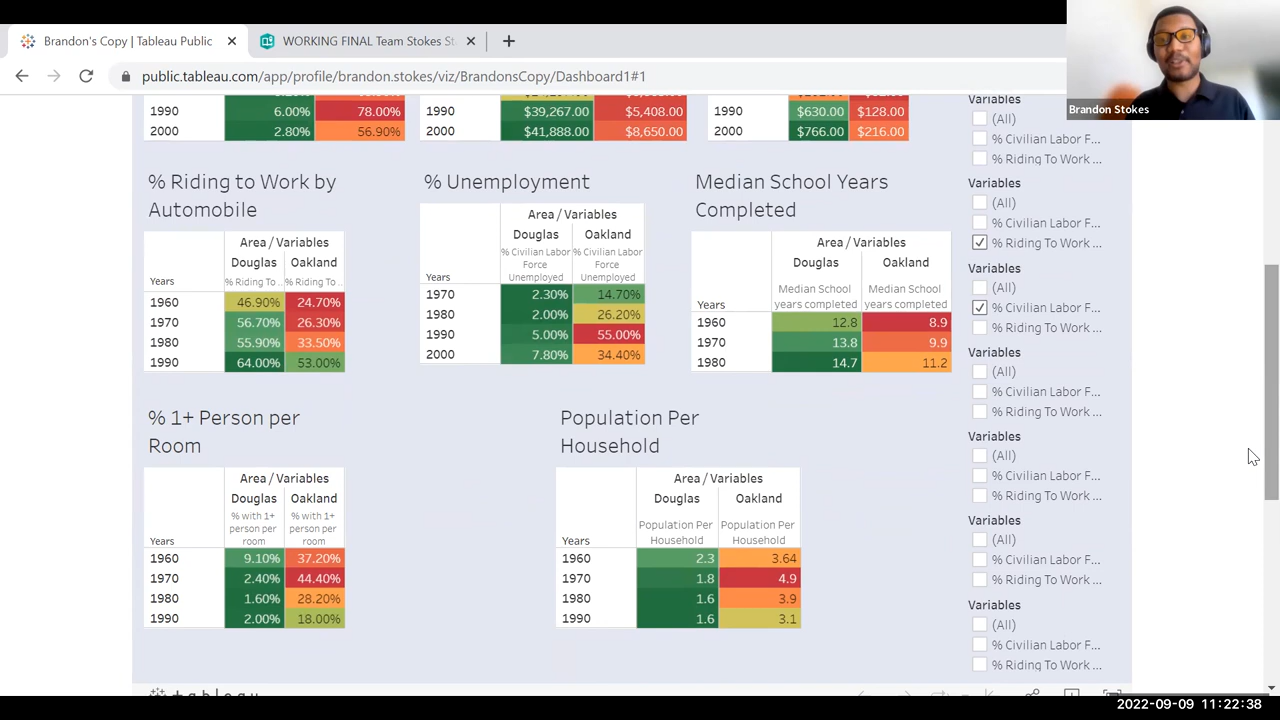 Brandon's Copy | Tableau Public
WORKING FINAL Team Stokes St
public.tableau.com/app/profile/brandon.stokes/viz/BrandonsCopy/Dashboard1#1
Brandon Stokes
1990 6.00% 78.00%
2000 2.80% 56.90%
1990 $39,267.00 $5,408.00
2000 $41,888.00 $8,650.00
1990 $630.00 $128.00
2000 $766.00 $216.00
% Riding to Work by
Automobile
Area / Variables
Douglas Oakland
Years % Riding To .. % Riding To ..
1960 46.90% 24.70%
1970 56.70% 26.30%
1980 55.90% 33.50%
1990 64.00% 53.00%
% Unemployment
Area / Variables
Douglas Oakland
% Civilian Labor % Civilian Labor
Force Force
Years Unemployed Unemployed
1970 2.30% 14.70%
1980 2.00% 26.20%
1990 5.00% 55.00%
2000 7.80% 34.40%
Median School Years
Completed
Area / Variables
Douglas Oakland
Median School Median School
Years years completed years completed
1960 12.8 8.9
1970 13.8 9.9
1980 14.7 11.2
% 1+ Person per
Room
Area / Variables
Douglas Oakland
% with 1+ % with 1+
person per person per
Years room room
1960 9.10% 37.20%
1970 2.40% 44.40%
1980 1.60% 28.20%
1990 2.00% 18.00%
Population Per
Household
Area / Variables
Douglas Oakland
Population Per Population Per
Years Household Household
1960 2.3 3.64
1970 1.8 4.9
1980 1.6 3.9
1990 1.6 3.1
Variables
(All)
% Civilian Labor F...
% Riding To Work ...
Variables
(All)
% Civilian Labor F...
% Riding To Work ...
Variables
(All)
% Civilian Labor F...
% Riding To Work ...
Variables
(All)
% Civilian Labor F...
% Riding To Work ...
Variables
(All)
% Civilian Labor F...
% Riding To Work ...
Variables
(All)
% Civilian Labor F...
% Riding To Work ...
Variables
(All)
% Civilian Labor F...
% Riding To Work ...
2022-09-09 11:22:38